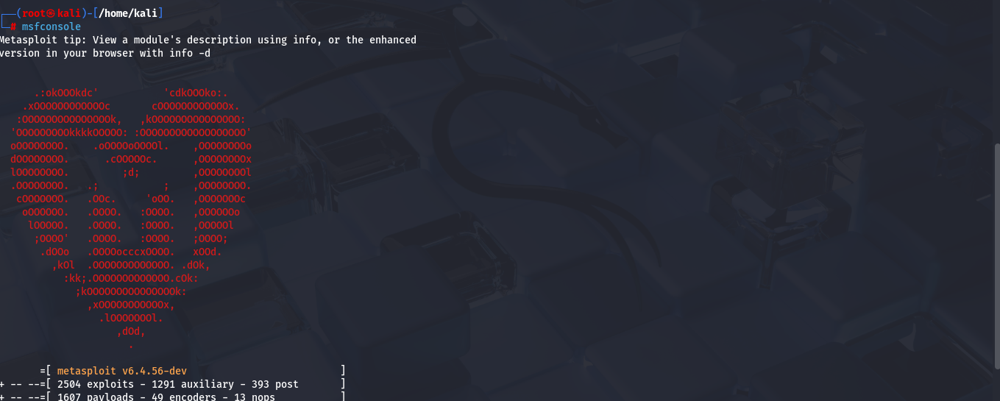 ┌──(root㉿kali)-[/home/kali]
└─# msfconsole
Metasploit tip: View a module's description using info, or the enhanced
version in your browser with info -d
.:okOOOkdc'           'cdkOOOko:.
.xOOOOOOOOOOOOc       cOOOOOOOOOOOOx.
:OOOOOOOOOOOOOOOk,   ,kOOOOOOOOOOOOOOO:
'OOOOOOOOOkkkkOOOOO: :OOOOOOOOOOOOOOOOOO'
oOOOOOOOO.    .oOOOOoOOOOl.    ,OOOOOOOOo
dOOOOOOOO.      .cOOOOOc.      ,OOOOOOOOx
lOOOOOOOO.         ;d;         ,OOOOOOOOl
.OOOOOOOO.   .;           ;    ,OOOOOOOO.
cOOOOOOO.   .OOc.     'oOO.   ,OOOOOOOc
oOOOOOO.   .OOOO.   :OOOO.   ,OOOOOOo
lOOOOO.   .OOOO.   :OOOO.   ,OOOOOl
;OOOO'   .OOOO.   :OOOO.   ;OOOO;
.dOOo   .OOOOocccxOOOO.   xOOd.
,kOl  .OOOOOOOOOOOOO. .dOk,
:kk;.OOOOOOOOOOOOO.cOk:
;kOOOOOOOOOOOOOOOk:
,xOOOOOOOOOOOx,
.lOOOOOOOl.
,dOd,
.
=[ metasploit v6.4.56-dev                          ]
+ -- --=[ 2504 exploits - 1291 auxiliary - 393 post       ]
+ -- --=[ 1607 payloads - 49 encoders - 13 nops           ]